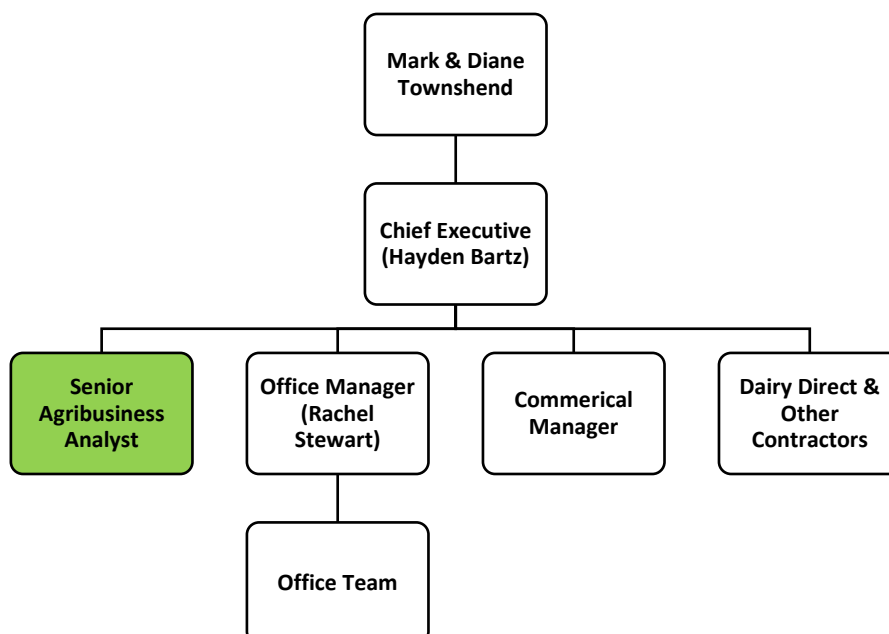 Mark & Diane
Townshend
Chief Executive
(Hayden Bartz)
Senior
Agribusiness
Analyst
Office Manager
(Rachel
Stewart)
Commerical
Manager
Dairy Direct &
Other
Contractors
Office Team